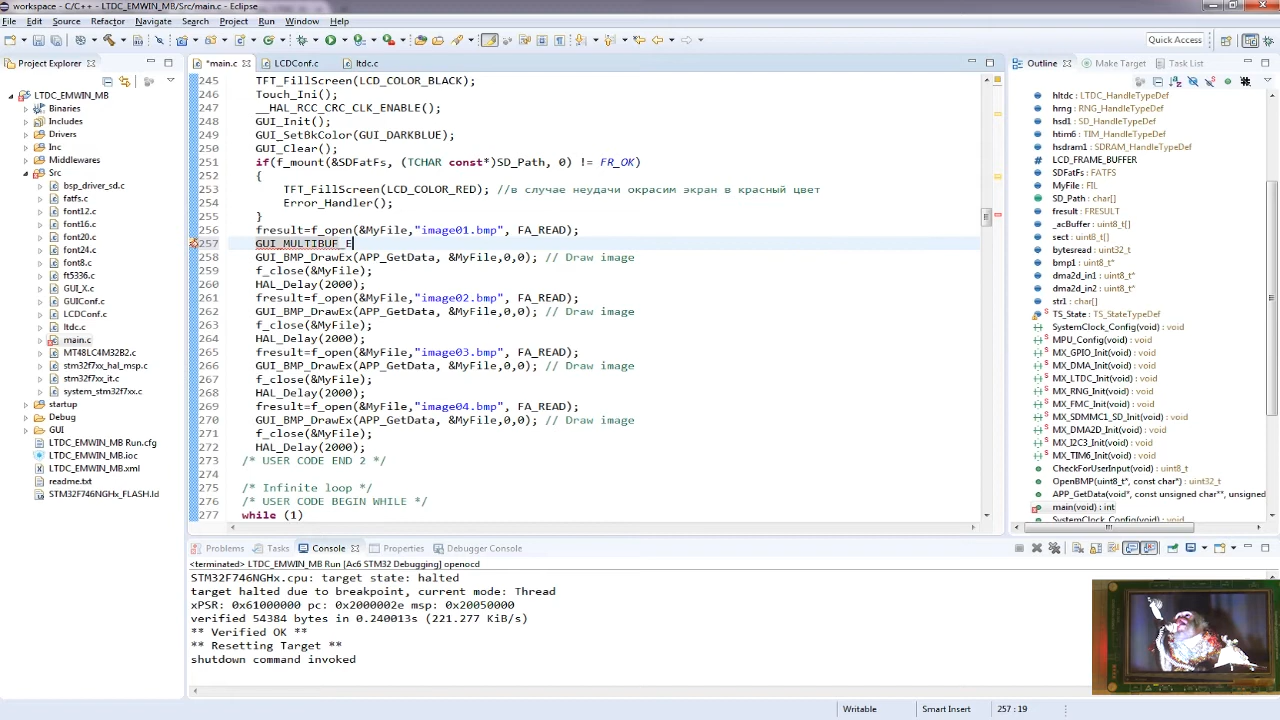 workspace - C/C++ - LTDC_EMWIN_MB/Src/main.c - Eclipse
File Edit Source Refactor Navigate Search Project Run Window Help
Quick Access
Project Explorer
*main.c LCDConf.c ltdc.c
Outline Make Target Task List
LTDC_EMWIN_MB
Binaries
Includes
Drivers
Inc
Middlewares
Src
bsp_driver_sd.c
fatfs.c
font12.c
font16.c
font20.c
font24.c
font8.c
ft5336.c
GUI_X.c
GUIConf.c
LCDConf.c
ltdc.c
main.c
MT48LC4M32B2.c
stm32f7xx_hal_msp.c
stm32f7xx_it.c
system_stm32f7xx.c
startup
Debug
GUI
LTDC_EMWIN_MB Run.cfg
LTDC_EMWIN_MB.ioc
LTDC_EMWIN_MB.xml
readme.txt
STM32F746NGHx_FLASH.ld
245 TFT_FillScreen(LCD_COLOR_BLACK);
246 Touch_Ini();
247 __HAL_RCC_CRC_CLK_ENABLE();
248 GUI_Init();
249 GUI_SetBkColor(GUI_DARKBLUE);
250 GUI_Clear();
251 if(f_mount(&SDFatFs, (TCHAR const*)SD_Path, 0) != FR_OK)
252 {
253 TFT_FillScreen(LCD_COLOR_RED); //в случае неудачи окрасим экран в красный цвет
254 Error_Handler();
255 }
256 fresult=f_open(&MyFile,"image01.bmp", FA_READ);
257 GUI_MULTIBUF_E
258 GUI_BMP_DrawEx(APP_GetData, &MyFile,0,0); // Draw image
259 f_close(&MyFile);
260 HAL_Delay(2000);
261 fresult=f_open(&MyFile,"image02.bmp", FA_READ);
262 GUI_BMP_DrawEx(APP_GetData, &MyFile,0,0); // Draw image
263 f_close(&MyFile);
264 HAL_Delay(2000);
265 fresult=f_open(&MyFile,"image03.bmp", FA_READ);
266 GUI_BMP_DrawEx(APP_GetData, &MyFile,0,0); // Draw image
267 f_close(&MyFile);
268 HAL_Delay(2000);
269 fresult=f_open(&MyFile,"image04.bmp", FA_READ);
270 GUI_BMP_DrawEx(APP_GetData, &MyFile,0,0); // Draw image
271 f_close(&MyFile);
272 HAL_Delay(2000);
273 /* USER CODE END 2 */
274
275 /* Infinite loop */
276 /* USER CODE BEGIN WHILE */
277 while (1)
hltdc : LTDC_HandleTypeDef
hrng : RNG_HandleTypeDef
hsd1 : SD_HandleTypeDef
htim6 : TIM_HandleTypeDef
hsdram1 : SDRAM_HandleTypeDef
LCD_FRAME_BUFFER
SDFatFs : FATFS
MyFile : FIL
SD_Path : char[]
fresult : FRESULT
_acBuffer : uint8_t[]
sect : uint8_t[]
bytesread : uint32_t
bmp1 : uint8_t*
dma2d_in1 : uint8_t*
dma2d_in2 : uint8_t*
str1 : char[]
TS_State : TS_StateTypeDef
SystemClock_Config(void) : void
MPU_Config(void) : void
MX_GPIO_Init(void) : void
MX_DMA_Init(void) : void
MX_LTDC_Init(void) : void
MX_RNG_Init(void) : void
MX_FMC_Init(void) : void
MX_SDMMC1_SD_Init(void) : void
MX_DMA2D_Init(void) : void
MX_I2C3_Init(void) : void
MX_TIM6_Init(void) : void
CheckForUserInput(void) : uint8_t
OpenBMP(uint8_t*, const char*) : uint32_t
APP_GetData(void*, const unsigned char**, unsigned
main(void) : int
SystemClock_Config(void) : void
Problems Tasks Console Properties Debugger Console
<terminated> LTDC_EMWIN_MB Run [Ac6 STM32 Debugging] openocd
STM32F746NGHx.cpu: target state: halted
target halted due to breakpoint, current mode: Thread
xPSR: 0x61000000 pc: 0x2000002e msp: 0x20050000
verified 54384 bytes in 0.240013s (221.277 KiB/s)
** Verified OK **
** Resetting Target **
shutdown command invoked
Writable Smart Insert 257 : 19